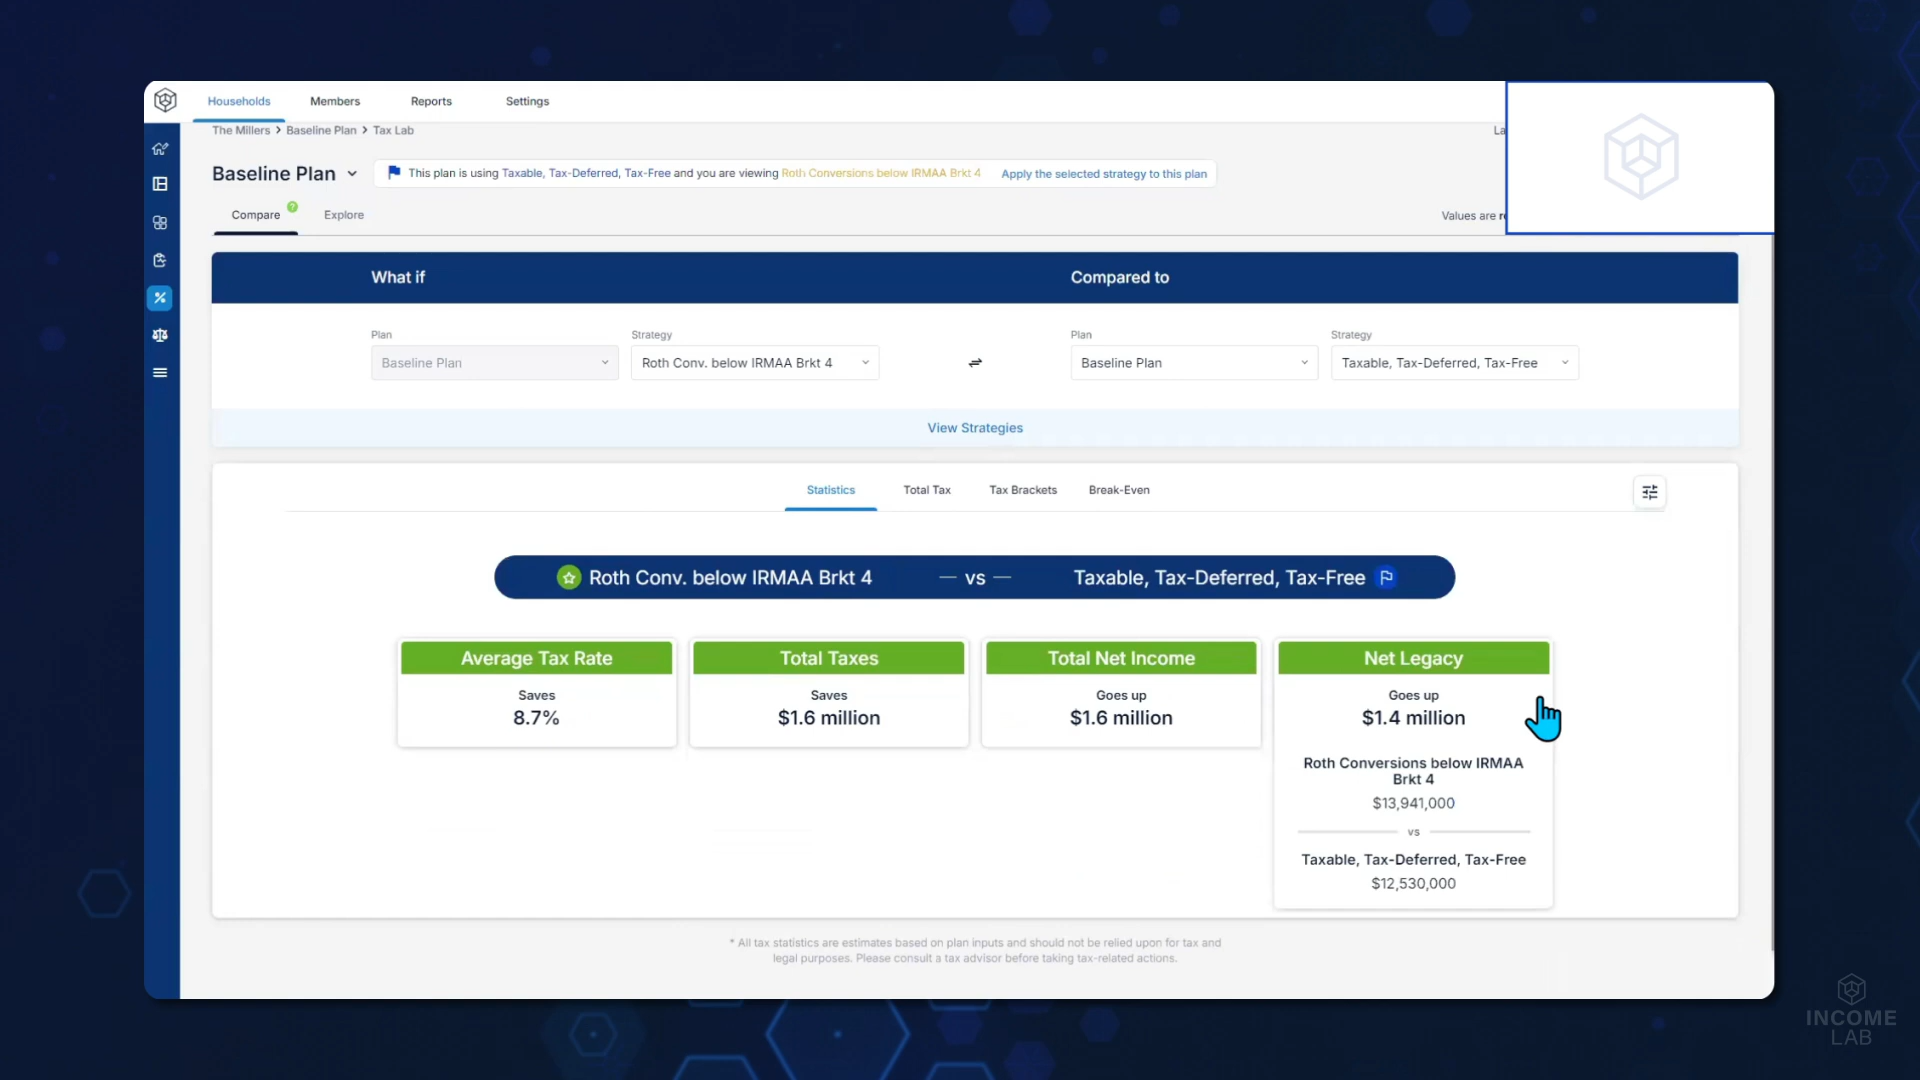 Households
Members
Reports
Settings
The Millers > Baseline Plan > Tax Lab
La
Baseline Plan
This plan is using Taxable, Tax-Deferred, Tax-Free and you are viewing Roth Conversions below IRMAA Brkt 4
Apply the selected strategy to this plan
Compare
?
Explore
Values are re
What if
Compared to
Plan
Strategy
Plan
Strategy
Baseline Plan
Roth Conv. below IRMAA Brkt 4
Baseline Plan
Taxable, Tax-Deferred, Tax-Free
View Strategies
Statistics
Total Tax
Tax Brackets
Break-Even
Roth Conv. below IRMAA Brkt 4
— vs —
Taxable, Tax-Deferred, Tax-Free
Average Tax Rate
Saves
8.7%
Total Taxes
Saves
$1.6 million
Total Net Income
Goes up
$1.6 million
Net Legacy
Goes up
$1.4 million
Roth Conversions below IRMAA
Brkt 4
$13,941,000
vs
Taxable, Tax-Deferred, Tax-Free
$12,530,000
* All tax statistics are estimates based on plan inputs and should not be relied upon for tax and
legal purposes. Please consult a tax advisor before taking tax-related actions.
INCOME
LAB